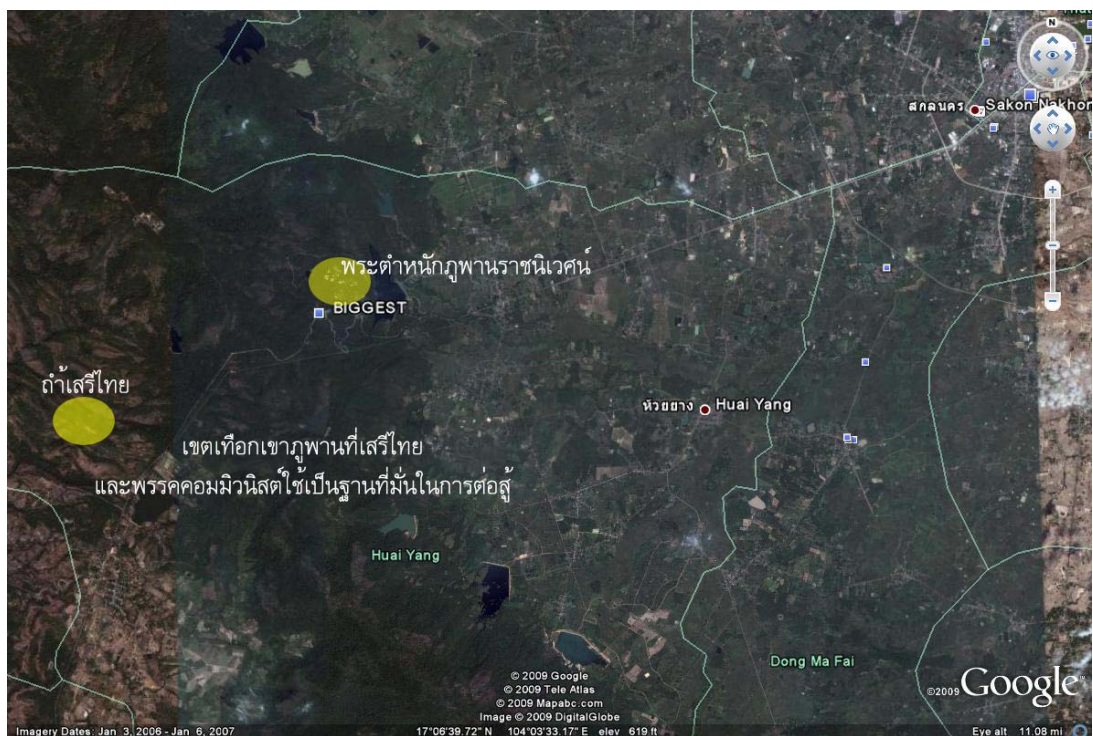 N
สกลนคร Sakon Nakhon
พระตำหนักภูพานราชนิเวศน์
BIGGEST
ถ้ำเสรีไทย
ห้วยยาง Huai Yang
เขตเทือกเขาภูพานที่เสรีไทย
และพรรคคอมมิวนิสต์ใช้เป็นฐานที่มั่นในการต่อสู้
Huai Yang
Dong Ma Fai
© 2009 Google
© 2009 Tele Atlas
© 2009 Mapabc.com
Image © 2009 DigitalGlobe
©2009 Google™
Imagery Dates: Jan 3, 2006 - Jan 6, 2007
17°06'39.72" N 104°03'33.17" E elev 619 ft
Eye alt 11.08 mi